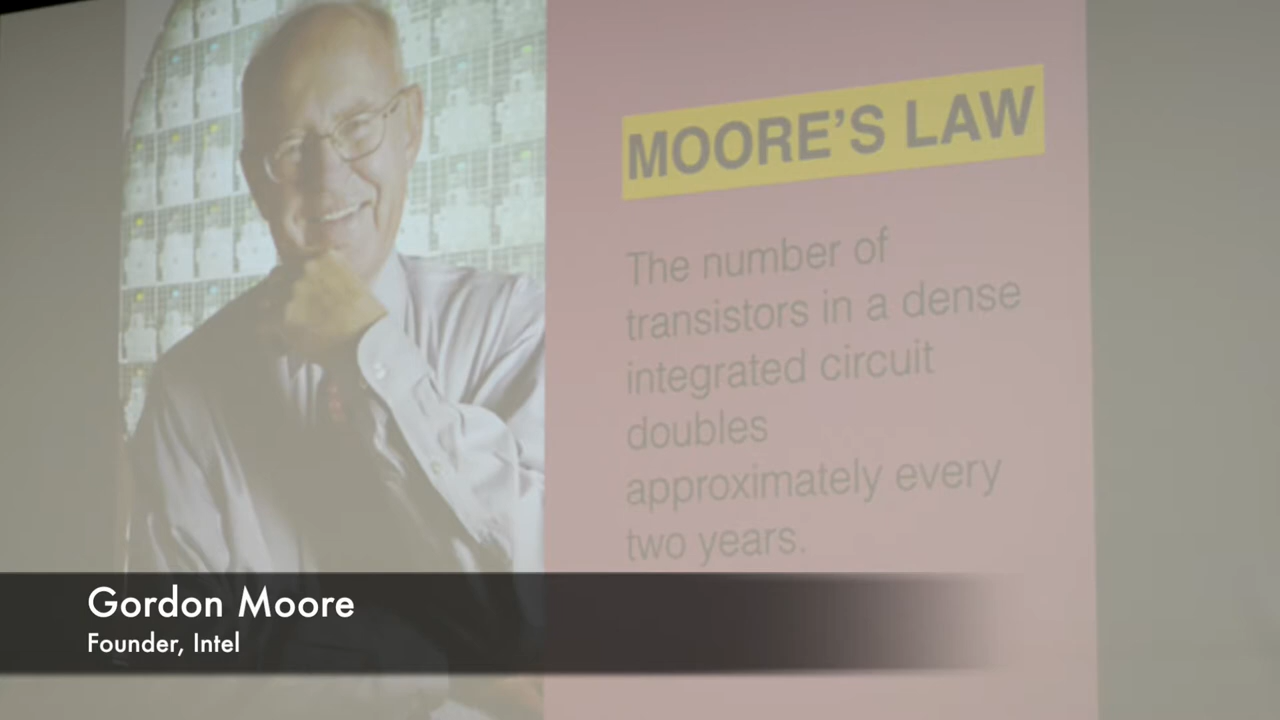 MOORE'S LAW
The number of
transistors in a dense
integrated circuit
doubles
approximately every
two years.
Gordon Moore
Founder, Intel